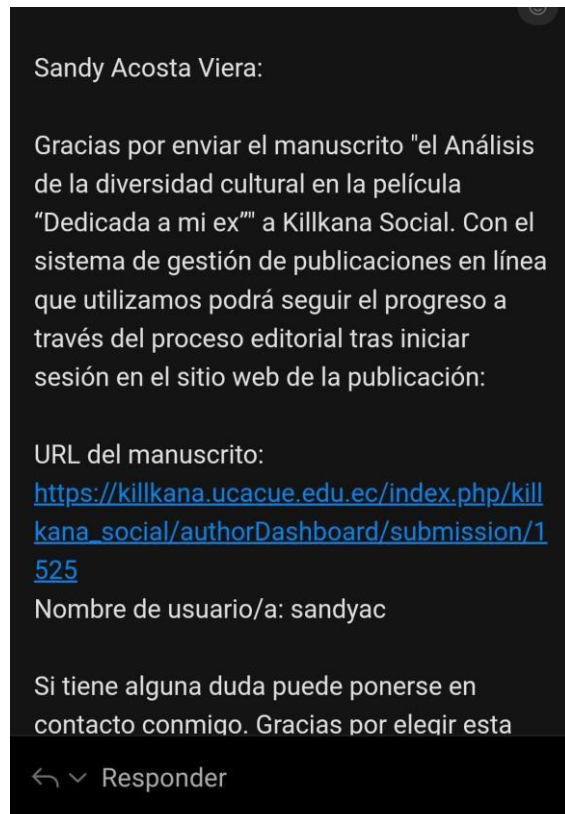 Sandy Acosta Viera:
Gracias por enviar el manuscrito "el Análisis
de la diversidad cultural en la película
“Dedicada a mi ex”" a Killkana Social. Con el
sistema de gestión de publicaciones en línea
que utilizamos podrá seguir el progreso a
través del proceso editorial tras iniciar
sesión en el sitio web de la publicación:
URL del manuscrito:
https://killkana.ucacue.edu.ec/index.php/kill
kana_social/authorDashboard/submission/1
525
Nombre de usuario/a: sandyac
Si tiene alguna duda puede ponerse en
contacto conmigo. Gracias por elegir esta
Responder